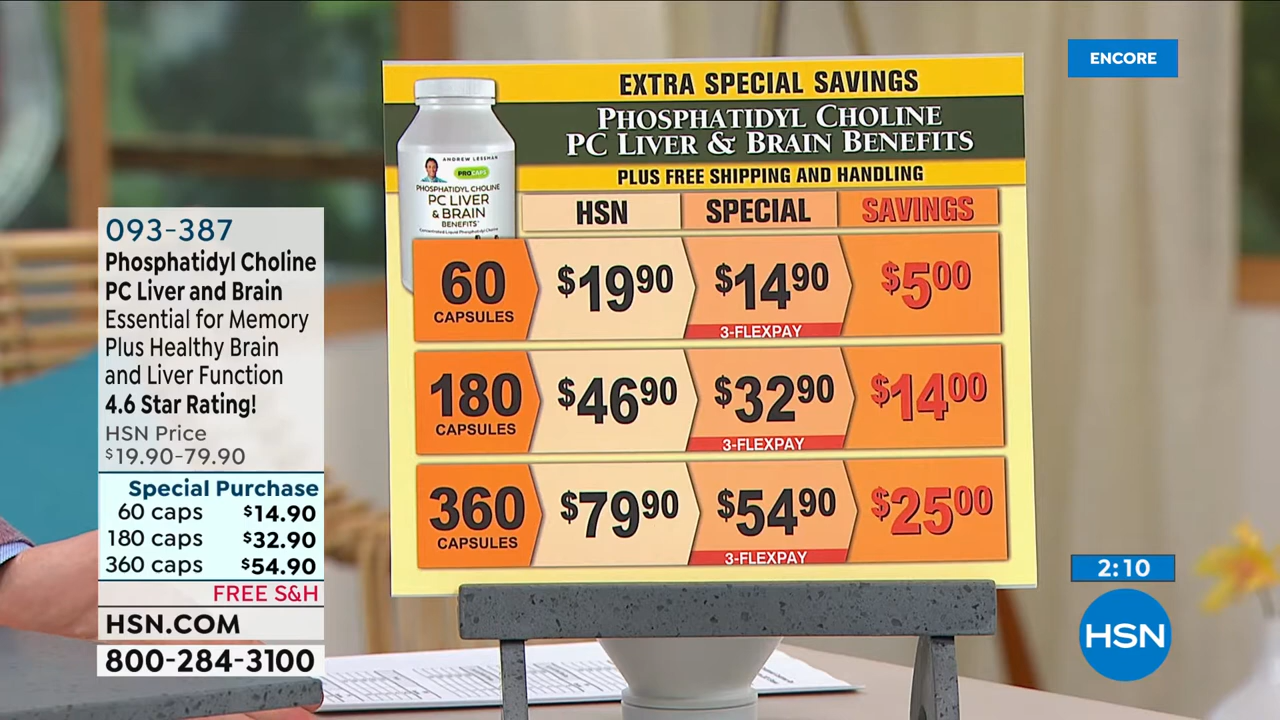 ENCORE
EXTRA SPECIAL SAVINGS
PHOSPHATIDYL CHOLINE
PC LIVER & BRAIN BENEFITS
PLUS FREE SHIPPING AND HANDLING
ANDREW LESSMAN
PROCAPS
PHOSPHATIDYL CHOLINE
PC LIVER
& BRAIN
BENEFITS
Concentrated Liquid Phosphatidyl Choline
HSN SPECIAL SAVINGS
60 CAPSULES $19.90 $14.90 $5.00
3-FLEXPAY
180 CAPSULES $46.90 $32.90 $14.00
3-FLEXPAY
360 CAPSULES $79.90 $54.90 $25.00
3-FLEXPAY
093-387
Phosphatidyl Choline
PC Liver and Brain
Essential for Memory
Plus Healthy Brain
and Liver Function
4.6 Star Rating!
HSN Price
$19.90-79.90
Special Purchase
60 caps $14.90
180 caps $32.90
360 caps $54.90
FREE S&H
HSN.COM
800-284-3100
2:10
HSN